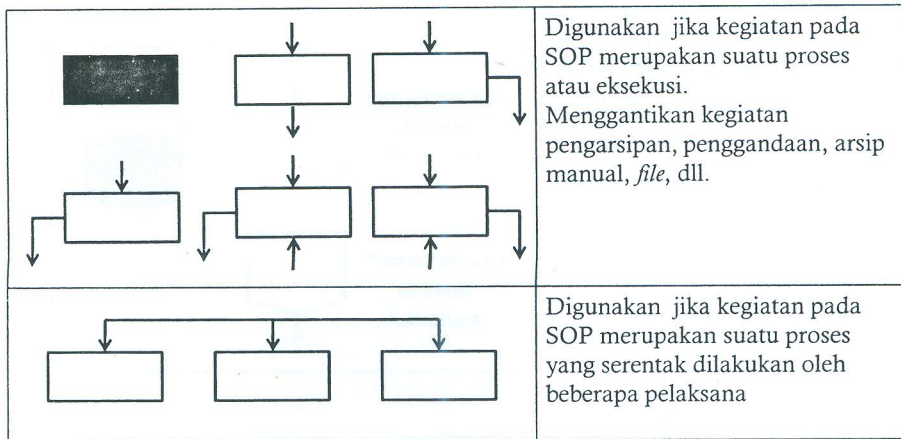 Digunakan jika kegiatan pada
SOP merupakan suatu proses
atau eksekusi.
Menggantikan kegiatan
pengarsipan, penggandaan, arsip
manual, file, dll.
Digunakan jika kegiatan pada
SOP merupakan suatu proses
yang serentak dilakukan oleh
beberapa pelaksana